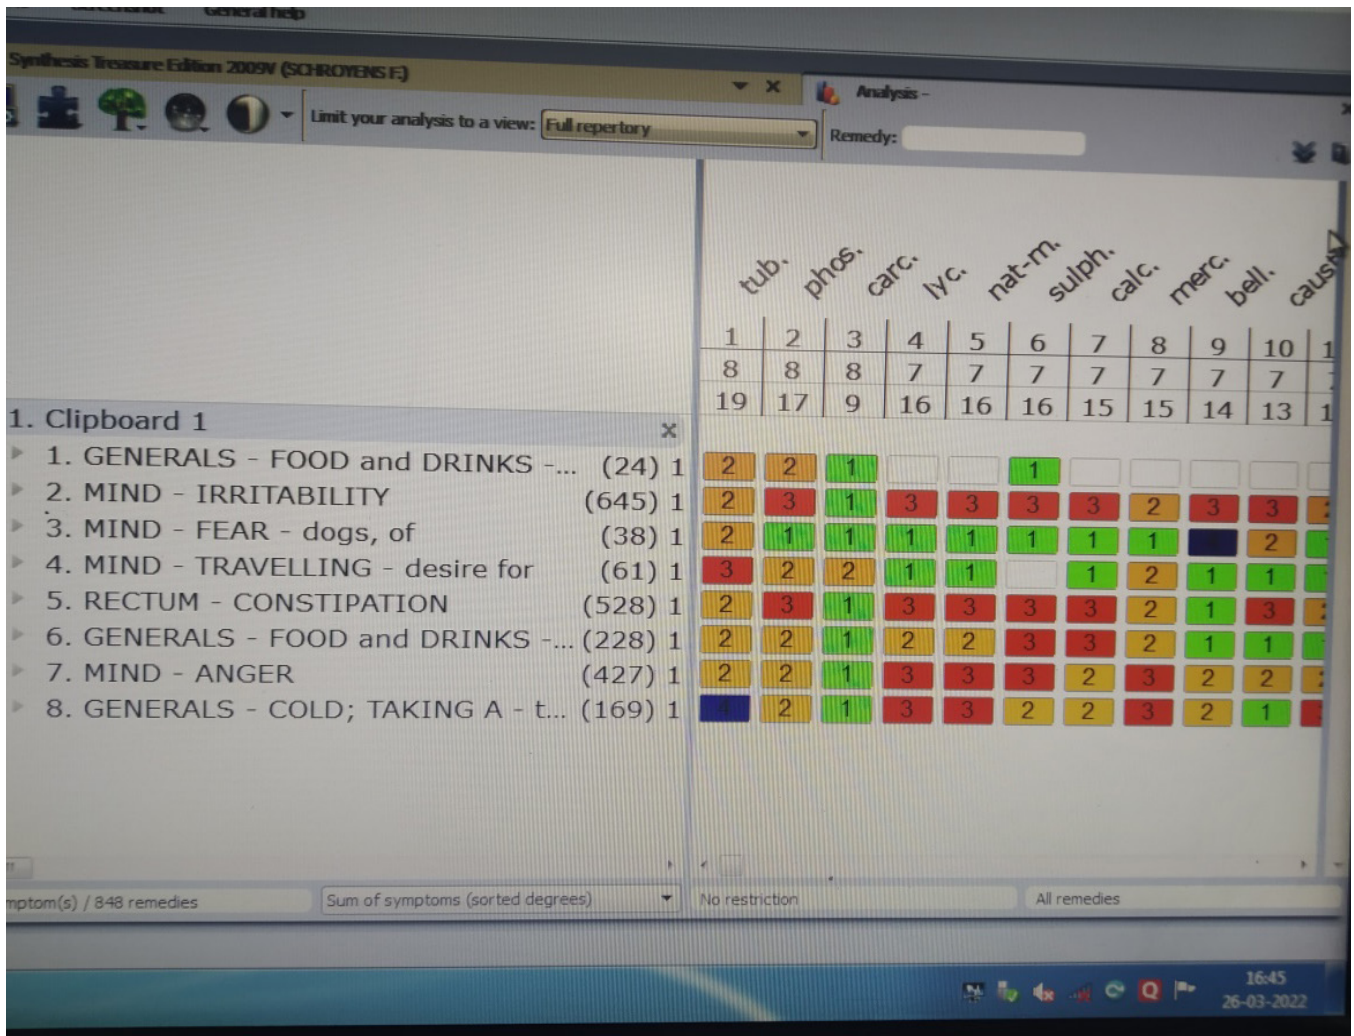 General help
Synthesis Treasure Edition 2009V (SCHROYENS F.)
Analysis -
Limit your analysis to a view: Full repertory
Remedy:
tub. phos. carc. lyc. nat-m. sulph. calc. merc. bell. caust
1 2 3 4 5 6 7 8 9 10 1
8 8 8 7 7 7 7 7 7 7
19 17 9 16 16 16 15 15 14 13 1
1. Clipboard 1
1. GENERALS - FOOD and DRINKS -... (24) 1 2 2 1 1
2. MIND - IRRITABILITY (645) 1 2 3 1 3 3 3 3 2 3 3 2
3. MIND - FEAR - dogs, of (38) 1 2 1 1 1 1 1 1 1 2
4. MIND - TRAVELLING - desire for (61) 1 3 2 2 1 1 1 2 1 1
5. RECTUM - CONSTIPATION (528) 1 2 3 1 3 3 3 3 2 1 3 2
6. GENERALS - FOOD and DRINKS -... (228) 1 2 2 1 2 2 3 3 2 1 1
7. MIND - ANGER (427) 1 2 2 1 3 3 3 2 3 2 2 2
8. GENERALS - COLD; TAKING A - t... (169) 1 2 1 3 3 2 2 3 2 1
mptom(s) / 848 remedies
Sum of symptoms (sorted degrees)
No restriction
All remedies
16:45
26-03-2022